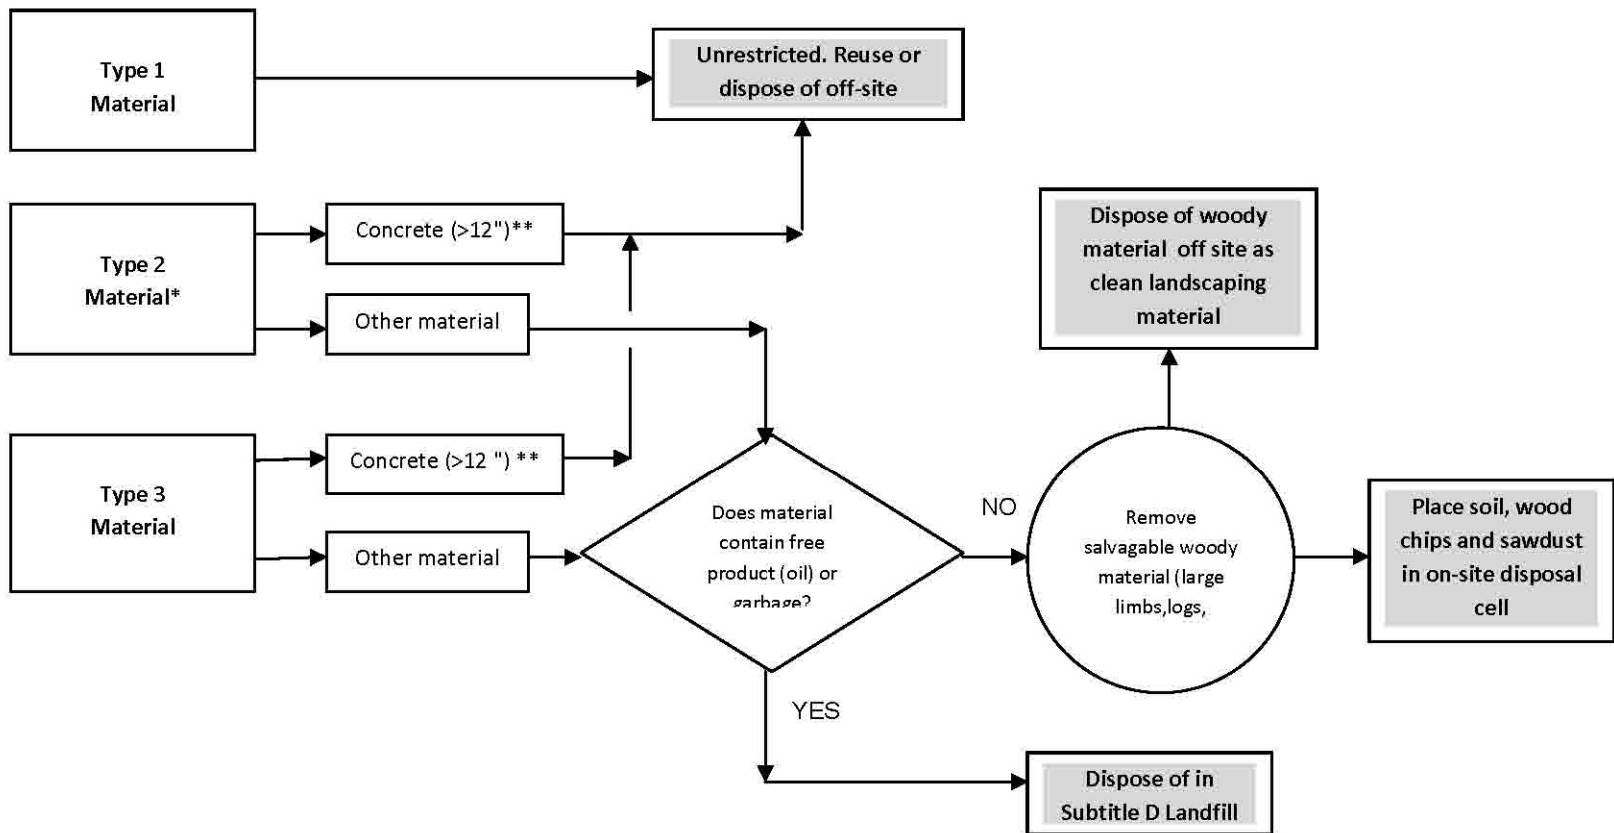 Type 1
Material
Unrestricted. Reuse or
dispose of off-site
Type 2
Material*
Concrete (>12")**
Other material
Dispose of woody
material off site as
clean landscaping
material
Type 3
Material
Concrete (>12 ") **
Other material
Does material
contain free
product (oil) or
garbage?
NO
Remove
salvagable woody
material (large
limbs,logs,
Place soil, wood
chips and sawdust
in on-site disposal
cell
YES
Dispose of in
Subtitle D Landfill